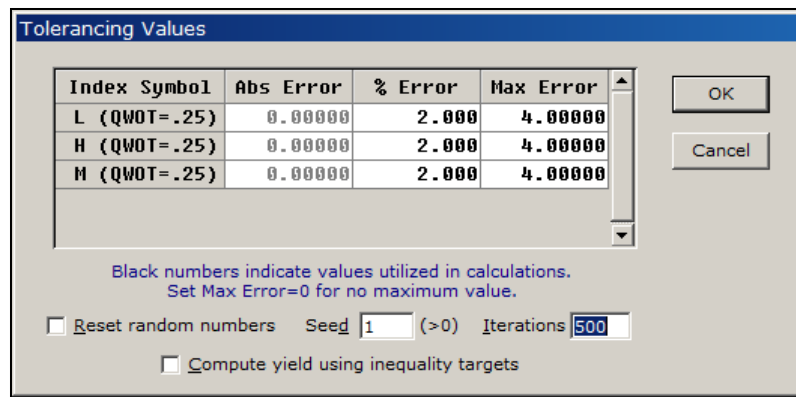 Tolerancing Values
Index Symbol Abs Error % Error Max Error
L (QWOT=.25) 0.00000 2.000 4.00000
H (QWOT=.25) 0.00000 2.000 4.00000
M (QWOT=.25) 0.00000 2.000 4.00000
OK
Cancel
Black numbers indicate values utilized in calculations.
Set Max Error=0 for no maximum value.
Reset random numbers Seed 1 (>0) Iterations 500
Compute yield using inequality targets